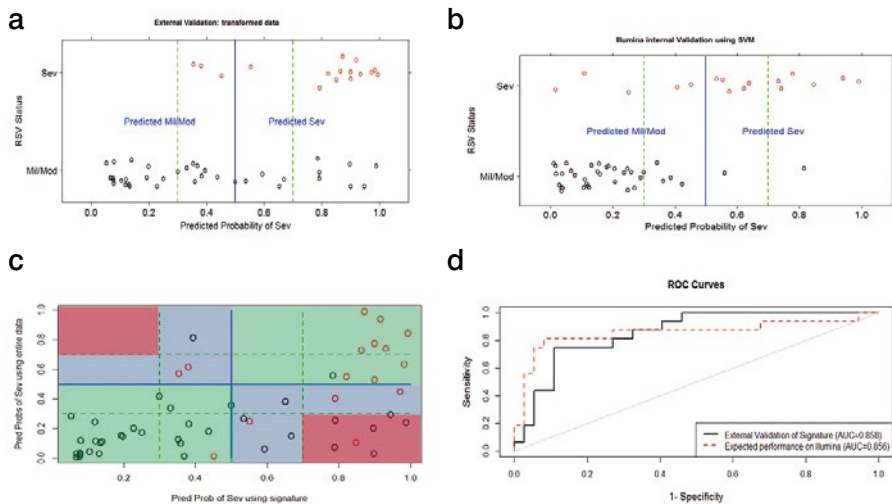 a
External Validation: transformed data
RSV Status
Sev
Mil/Mod
Predicted Mil/Mod
Predicted Sev
0.0 0.2 0.4 0.6 0.8 1.0
Predicted Probability of Sev
b
Illumina internal Validation using SVM
RSV Status
Sev
Mil/Mod
Predicted Mil/Mod
Predicted Sev
0.0 0.2 0.4 0.6 0.8 1.0
Predicted Probability of Sev
c
Pred Probs of Sev using entire data
1.0
0.8
0.6
0.4
0.2
0.0
0.2 0.4 0.6 0.8 1.0
Pred Prob of Sev using signature
d
ROC Curves
Sensitivity
1.0
0.8
0.6
0.4
0.2
0.0
External Validation of Signature (AUC=0.858)
Expected performance on Illumina (AUC=0.856)
0.0 0.2 0.4 0.6 0.8 1.0
1- Specificity